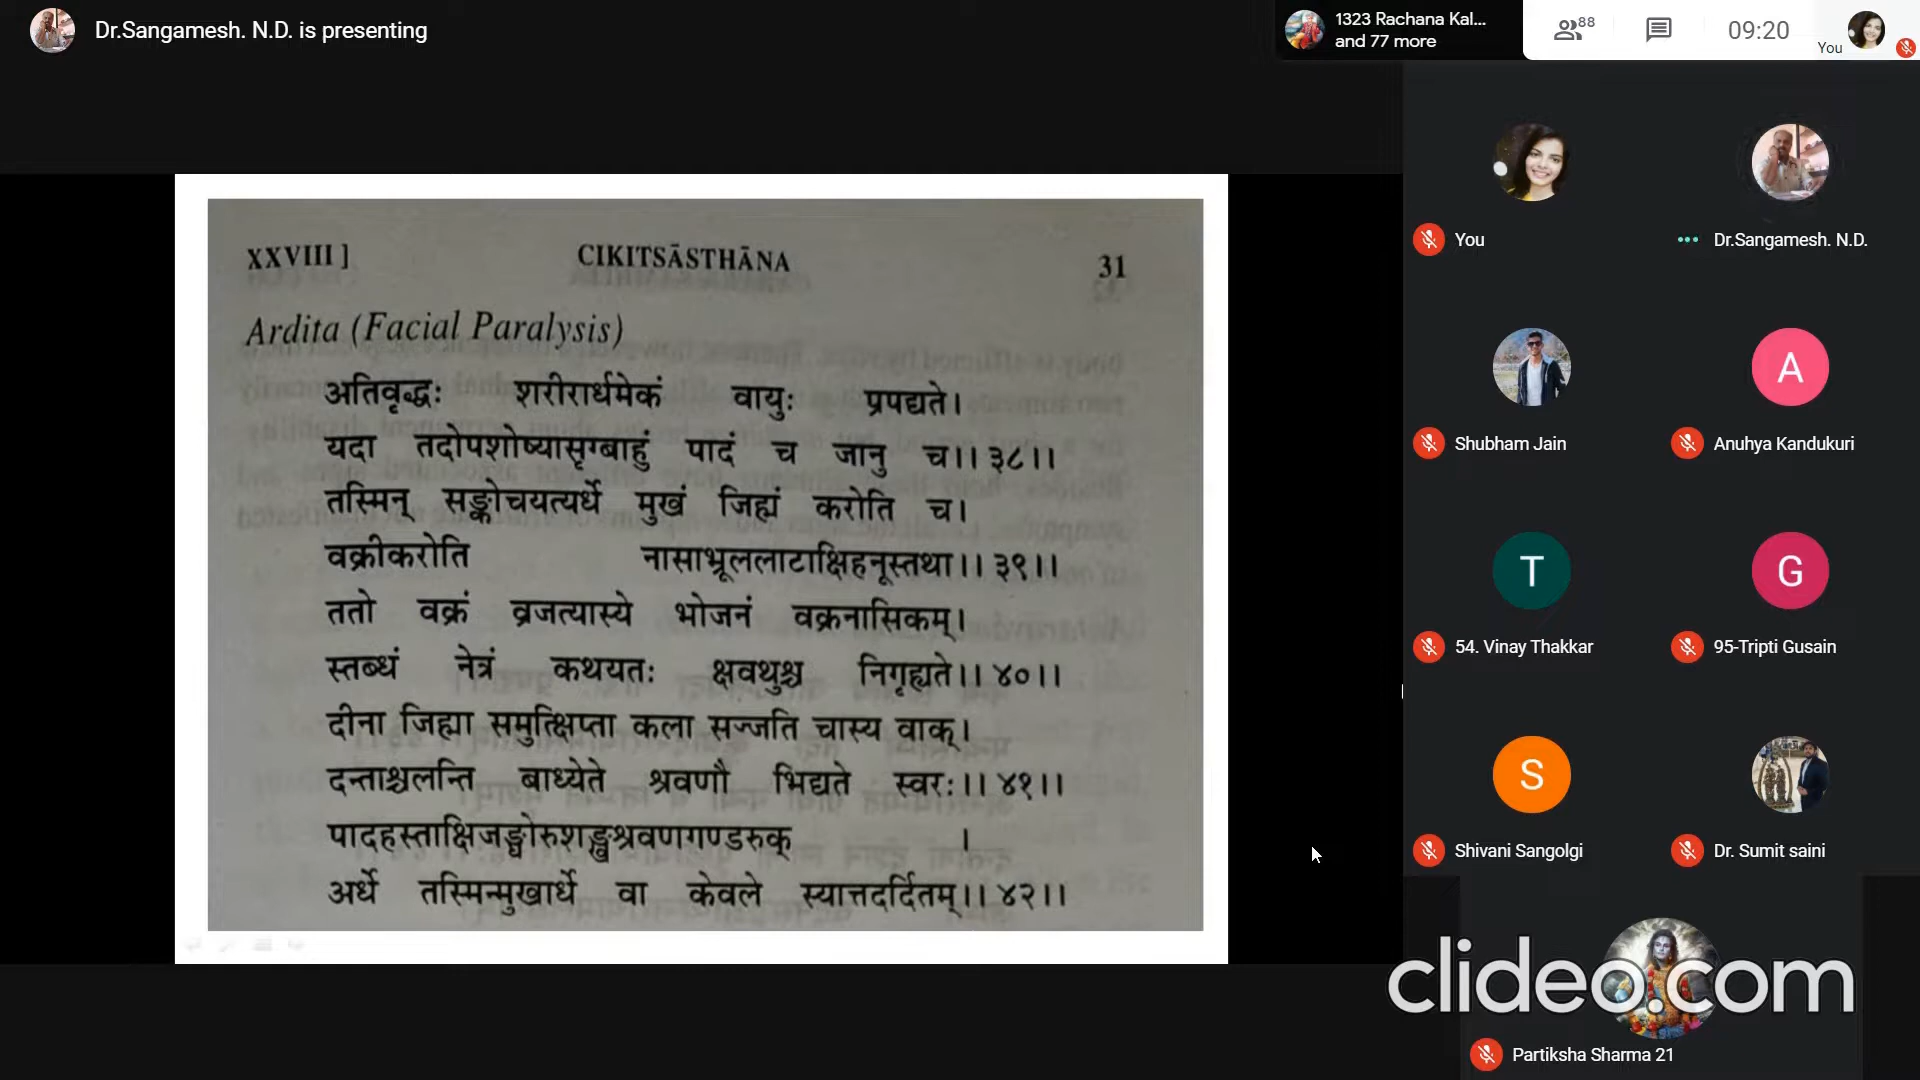 Dr.Sangamesh. N.D. is presenting
1323 Rachana Kal...
and 77 more
88
09:20
You
XXVIII ]
CIKITSĀSTHĀNA
31
Ardita (Facial Paralysis)
अतिवृद्धः शरीरार्धमेकं वायुः प्रपद्यते।
यदा तदोपशोष्यासृग्बाहुं पादं च जानु च।। ३८।।
तस्मिन् सङ्कोचयत्यर्धे मुखं जिह्मं करोति च।
वक्रीकरोति नासाभ्रूललाटाक्षिहनूस्तथा।। ३९।।
ततो वक्रं व्रजत्यास्ये भोजनं वक्रनासिकम्।
स्तब्धं नेत्रं कथयतः क्षवथुश्च निगृह्यते।। ४०।।
दीना जिह्मा समुत्क्षिप्ता कला सज्जति चास्य वाक्।
दन्ताश्चलन्ति बाध्येते श्रवणौ भिद्यते स्वरः।। ४१।।
पादहस्ताक्षिजङ्घोरुशङ्खश्रवणगण्डरुक् ।
अर्धे तस्मिन्मुखार्धे वा केवले स्यात्तदर्दितम्।। ४२।।
You
Dr.Sangamesh. N.D.
Shubham Jain
A
Anuhya Kandukuri
T
54. Vinay Thakkar
G
95-Tripti Gusain
S
Shivani Sangolgi
Dr. Sumit saini
clideo.com
Partiksha Sharma 21